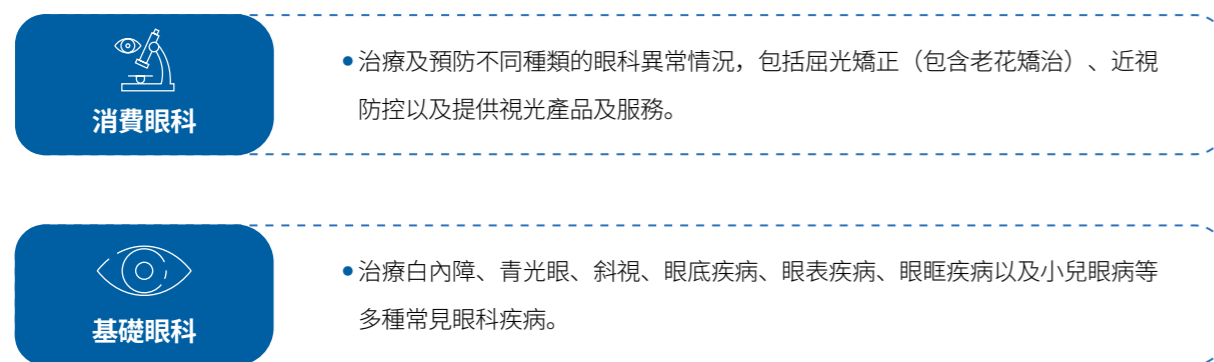 消費眼科
•治療及預防不同種類的眼科異常情況，包括屈光矯正（包含老花矯治）、近視
防控以及提供視光產品及服務。
基礎眼科
•治療白內障、青光眼、斜視、眼底疾病、眼表疾病、眼眶疾病以及小兒眼病等
多種常見眼科疾病。